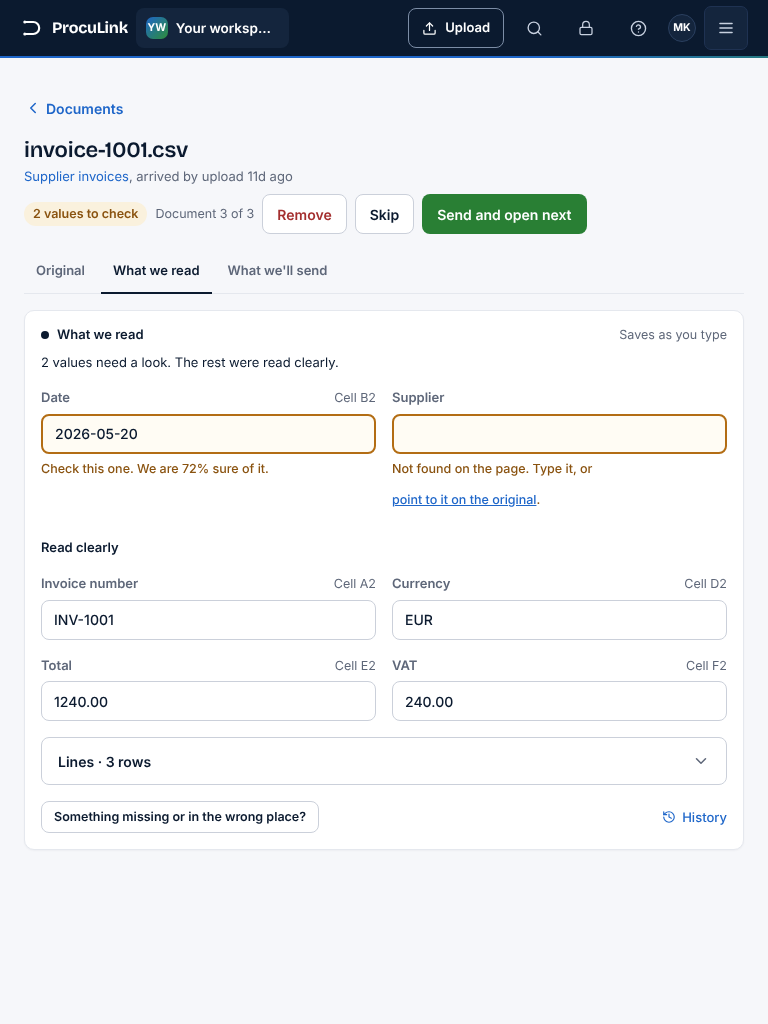 ProcuLink
YW Your worksp...
Upload
MK
Documents
invoice-1001.csv
Supplier invoices, arrived by upload 11d ago
2 values to check
Document 3 of 3
Remove
Skip
Send and open next
Original
What we read
What we'll send
What we read
Saves as you type
2 values need a look. The rest were read clearly.
Date
Cell B2
Supplier
2026-05-20
Check this one. We are 72% sure of it.
Not found on the page. Type it, or
point to it on the original.
Read clearly
Invoice number
Cell A2
Currency
Cell D2
INV-1001
EUR
Total
Cell E2
VAT
Cell F2
1240.00
240.00
Lines · 3 rows
Something missing or in the wrong place?
History